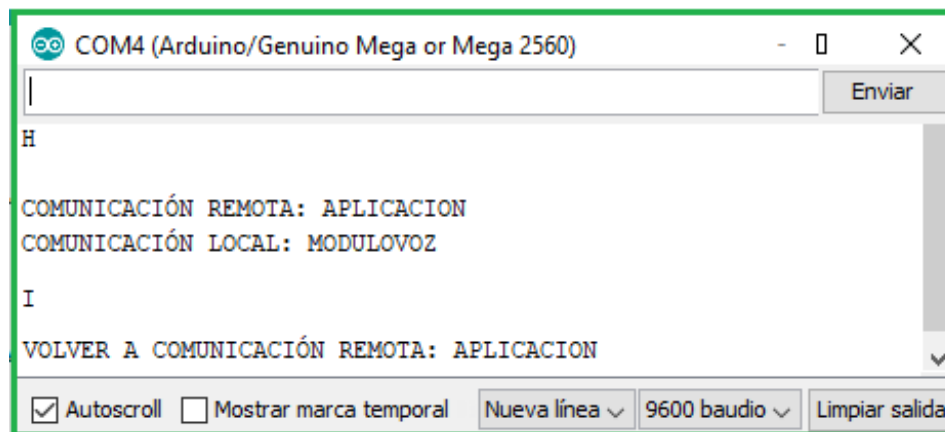 COM4 (Arduino/Genuino Mega or Mega 2560)
Enviar
H
COMUNICACIÓN REMOTA: APLICACION
COMUNICACIÓN LOCAL: MODULOVOZ
I
VOLVER A COMUNICACIÓN REMOTA: APLICACION
Autoscroll Mostrar marca temporal Nueva línea 9600 baudio Limpiar salida